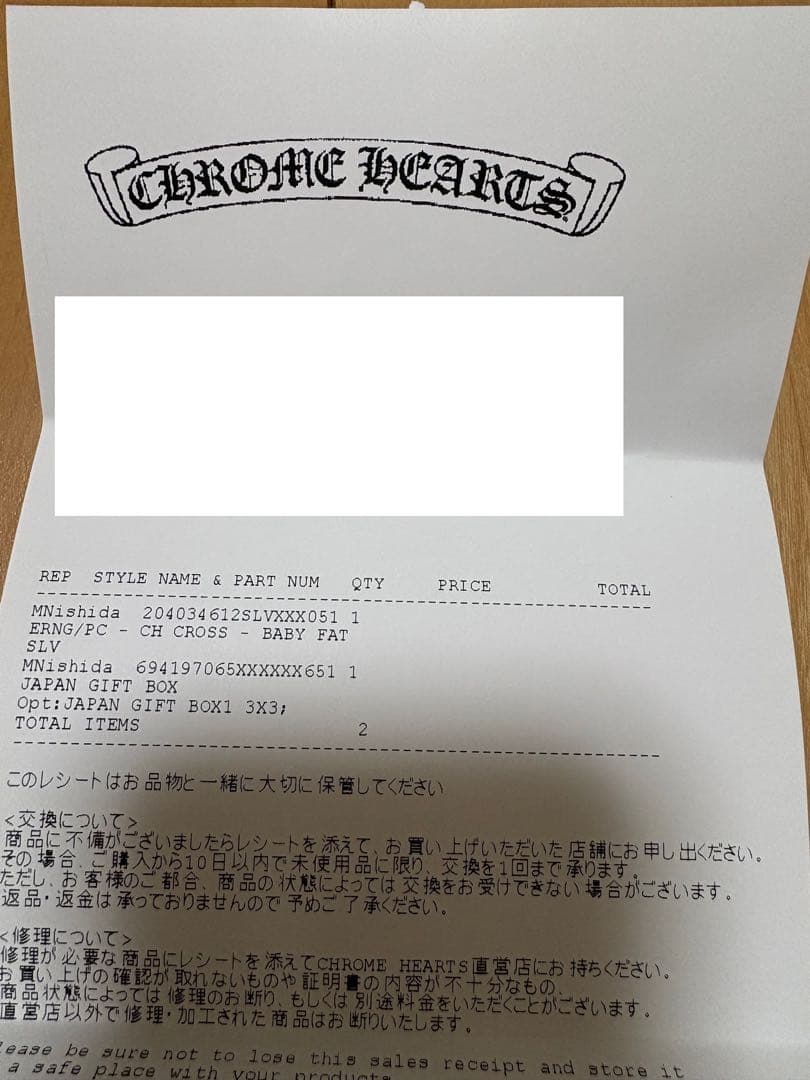 CHROME HEARTS
REP STYLE NAME & PART NUM QTY PRICE TOTAL
MNishida 204034612SLVXXX051 1
ERNG/PC - CH CROSS - BABY FAT
SLV
MNishida 694197065XXXXXX651 1
JAPAN GIFT BOX
Opt:JAPAN GIFT BOX1 3X3;
TOTAL ITEMS 2
このレシートはお品物と一緒に大切に保管してください
<交換について>
商品に不備がございましたらレシートを添えて、お買い上げいただいた店舗にお申し出ください。
その場合、ご購入から10日以内で未使用品に限り、交換を1回まで承ります。
ただし、お客様のご都合、商品の状態によっては交換をお受けできない場合がございます。
返品・返金は承っておりませんので予めご了承ください。
<修理について>
修理が必要な商品にレシートを添えてCHROME HEARTS直営店にお持ちください。
お買い上げの確認が取れないものや証明書の内容が不十分なもの、
商品状態によっては修理のお断り、もしくは別途料金をいただくことがございます。
直営店以外で修理・加工された商品はお断りいたします。
lease be sure not to lose this sales receipt and store it
a safe place with your products